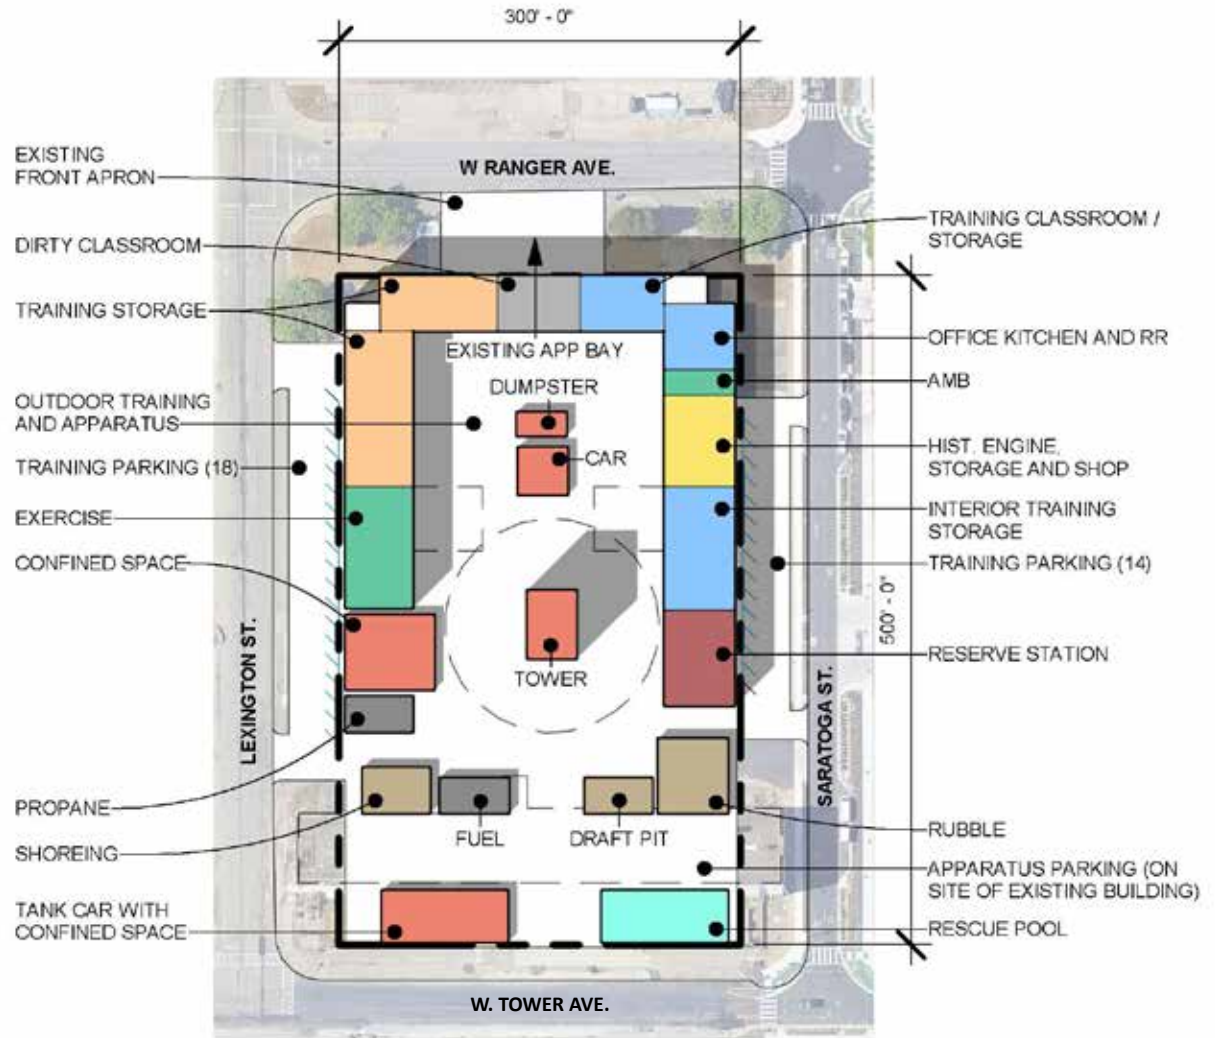 300' - 0"
EXISTING
FRONT APRON
W RANGER AVE.
DIRTY CLASSROOM
TRAINING CLASSROOM /
STORAGE
TRAINING STORAGE
EXISTING APP BAY
OFFICE KITCHEN AND RR
DUMPSTER
AMB
OUTDOOR TRAINING
AND APPARATUS
CAR
HIST. ENGINE,
STORAGE AND SHOP
TRAINING PARKING (18)
EXERCISE
INTERIOR TRAINING
STORAGE
CONFINED SPACE
TRAINING PARKING (14)
500' - 0"
LEXINGTON ST.
TOWER
RESERVE STATION
SARATOGA ST.
PROPANE
FUEL
DRAFT PIT
RUBBLE
SHOREING
APPARATUS PARKING (ON
SITE OF EXISTING BUILDING)
TANK CAR WITH
CONFINED SPACE
RESCUE POOL
W. TOWER AVE.